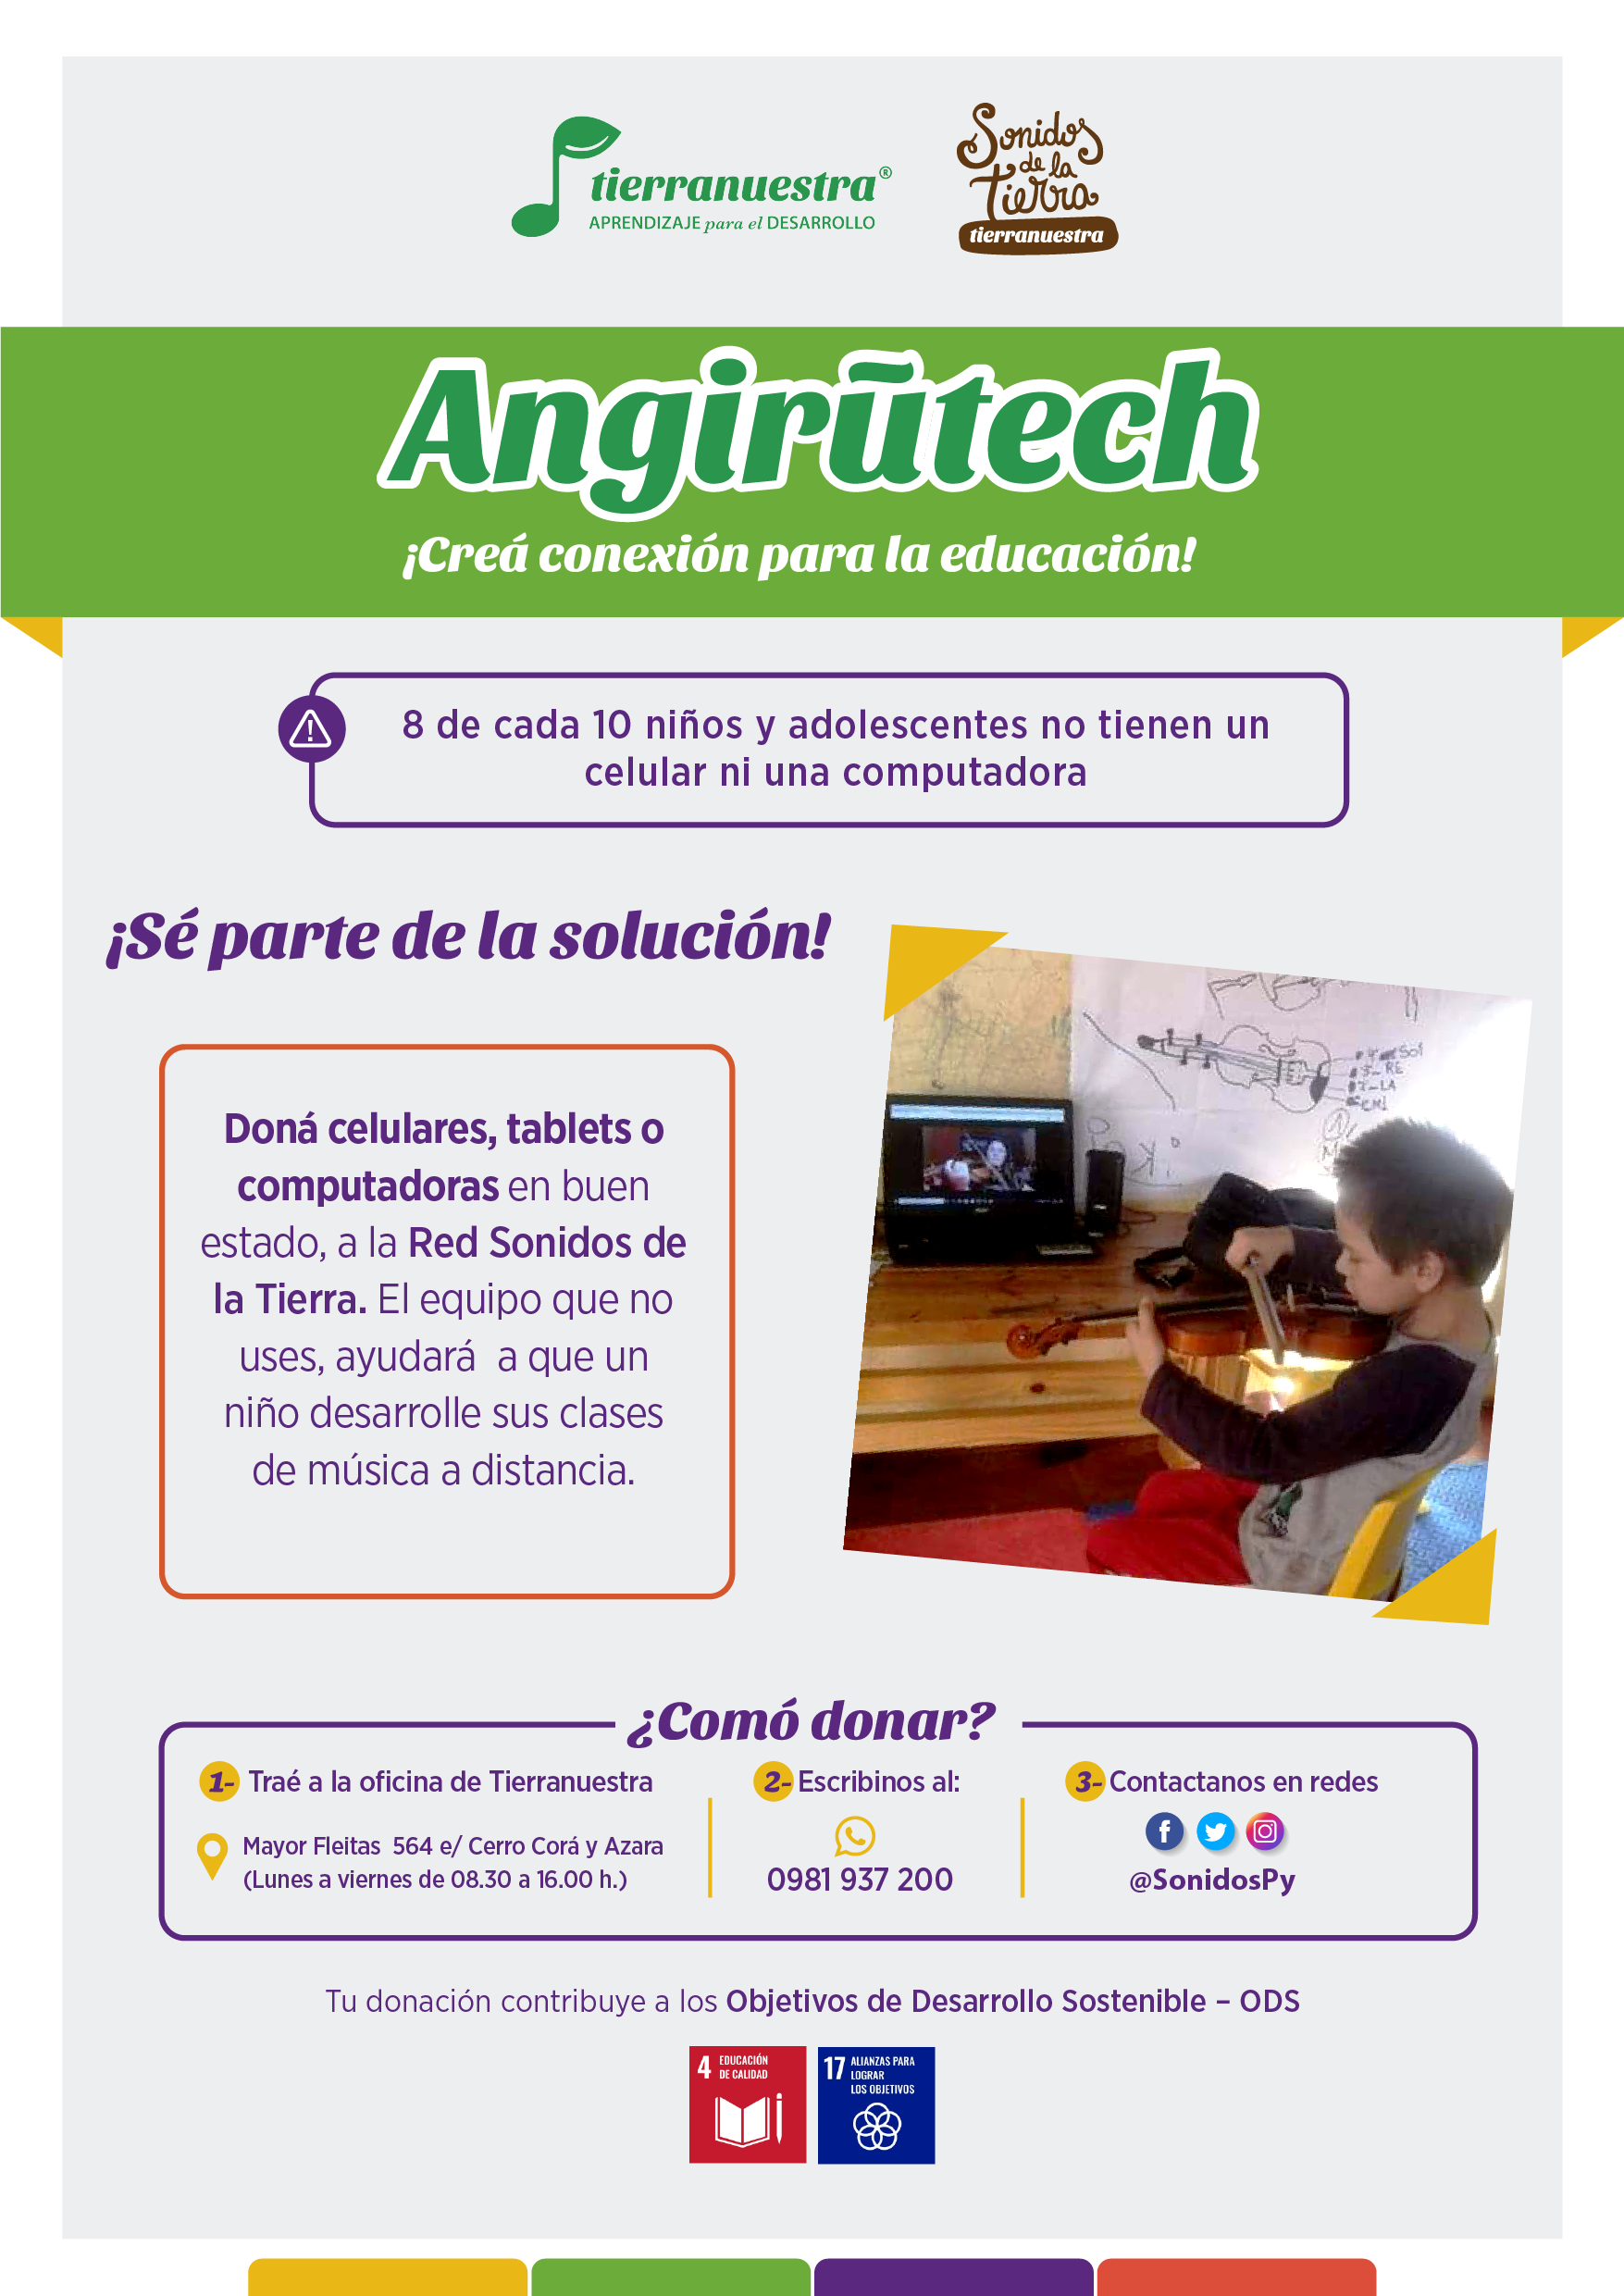 tierranuestra®
APRENDIZAJE para el DESARROLLO
Sonidos
de la
Tierra
tierranuestra
Angirũtech
¡Creá conexión para la educación!
8 de cada 10 niños y adolescentes no tienen un
celular ni una computadora
¡Sé parte de la solución!
Doná celulares, tablets o
computadoras en buen
estado, a la Red Sonidos de
la Tierra. El equipo que no
uses, ayudará a que un
niño desarrolle sus clases
de música a distancia.
Sol
RE
LA
¿Comó donar?
1- Traé a la oficina de Tierranuestra
Mayor Fleitas 564 e/ Cerro Corá y Azara
(Lunes a viernes de 08.30 a 16.00 h.)
2- Escribinos al:
0981 937 200
3- Contactanos en redes
@SonidosPy
Tu donación contribuye a los Objetivos de Desarrollo Sostenible – ODS
4 EDUCACIÓN
DE CALIDAD
17 ALIANZAS PARA
LOGRAR
LOS OBJETIVOS